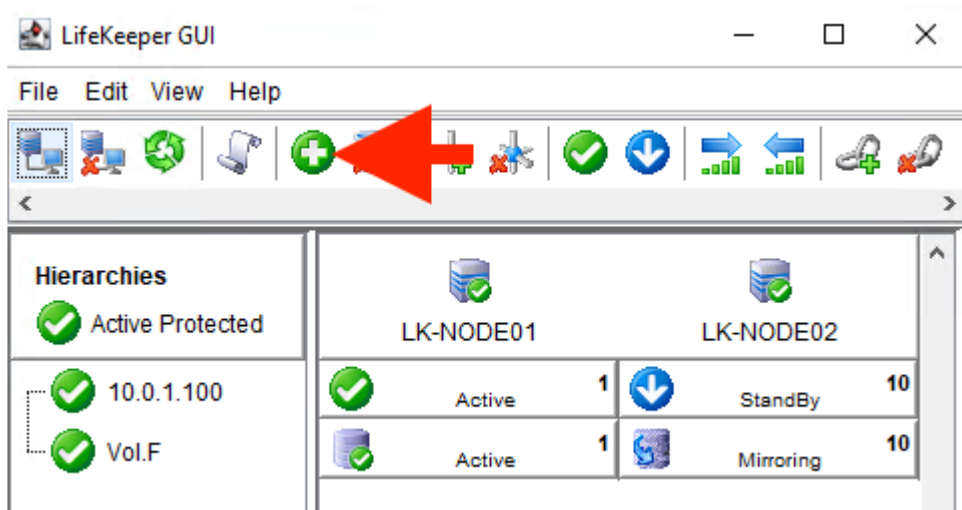 LifeKeeper GUI
File Edit View Help
Hierarchies
Active Protected
LK-NODE01 LK-NODE02
10.0.1.100 Active 1 StandBy 10
Vol.F Active 1 Mirroring 10